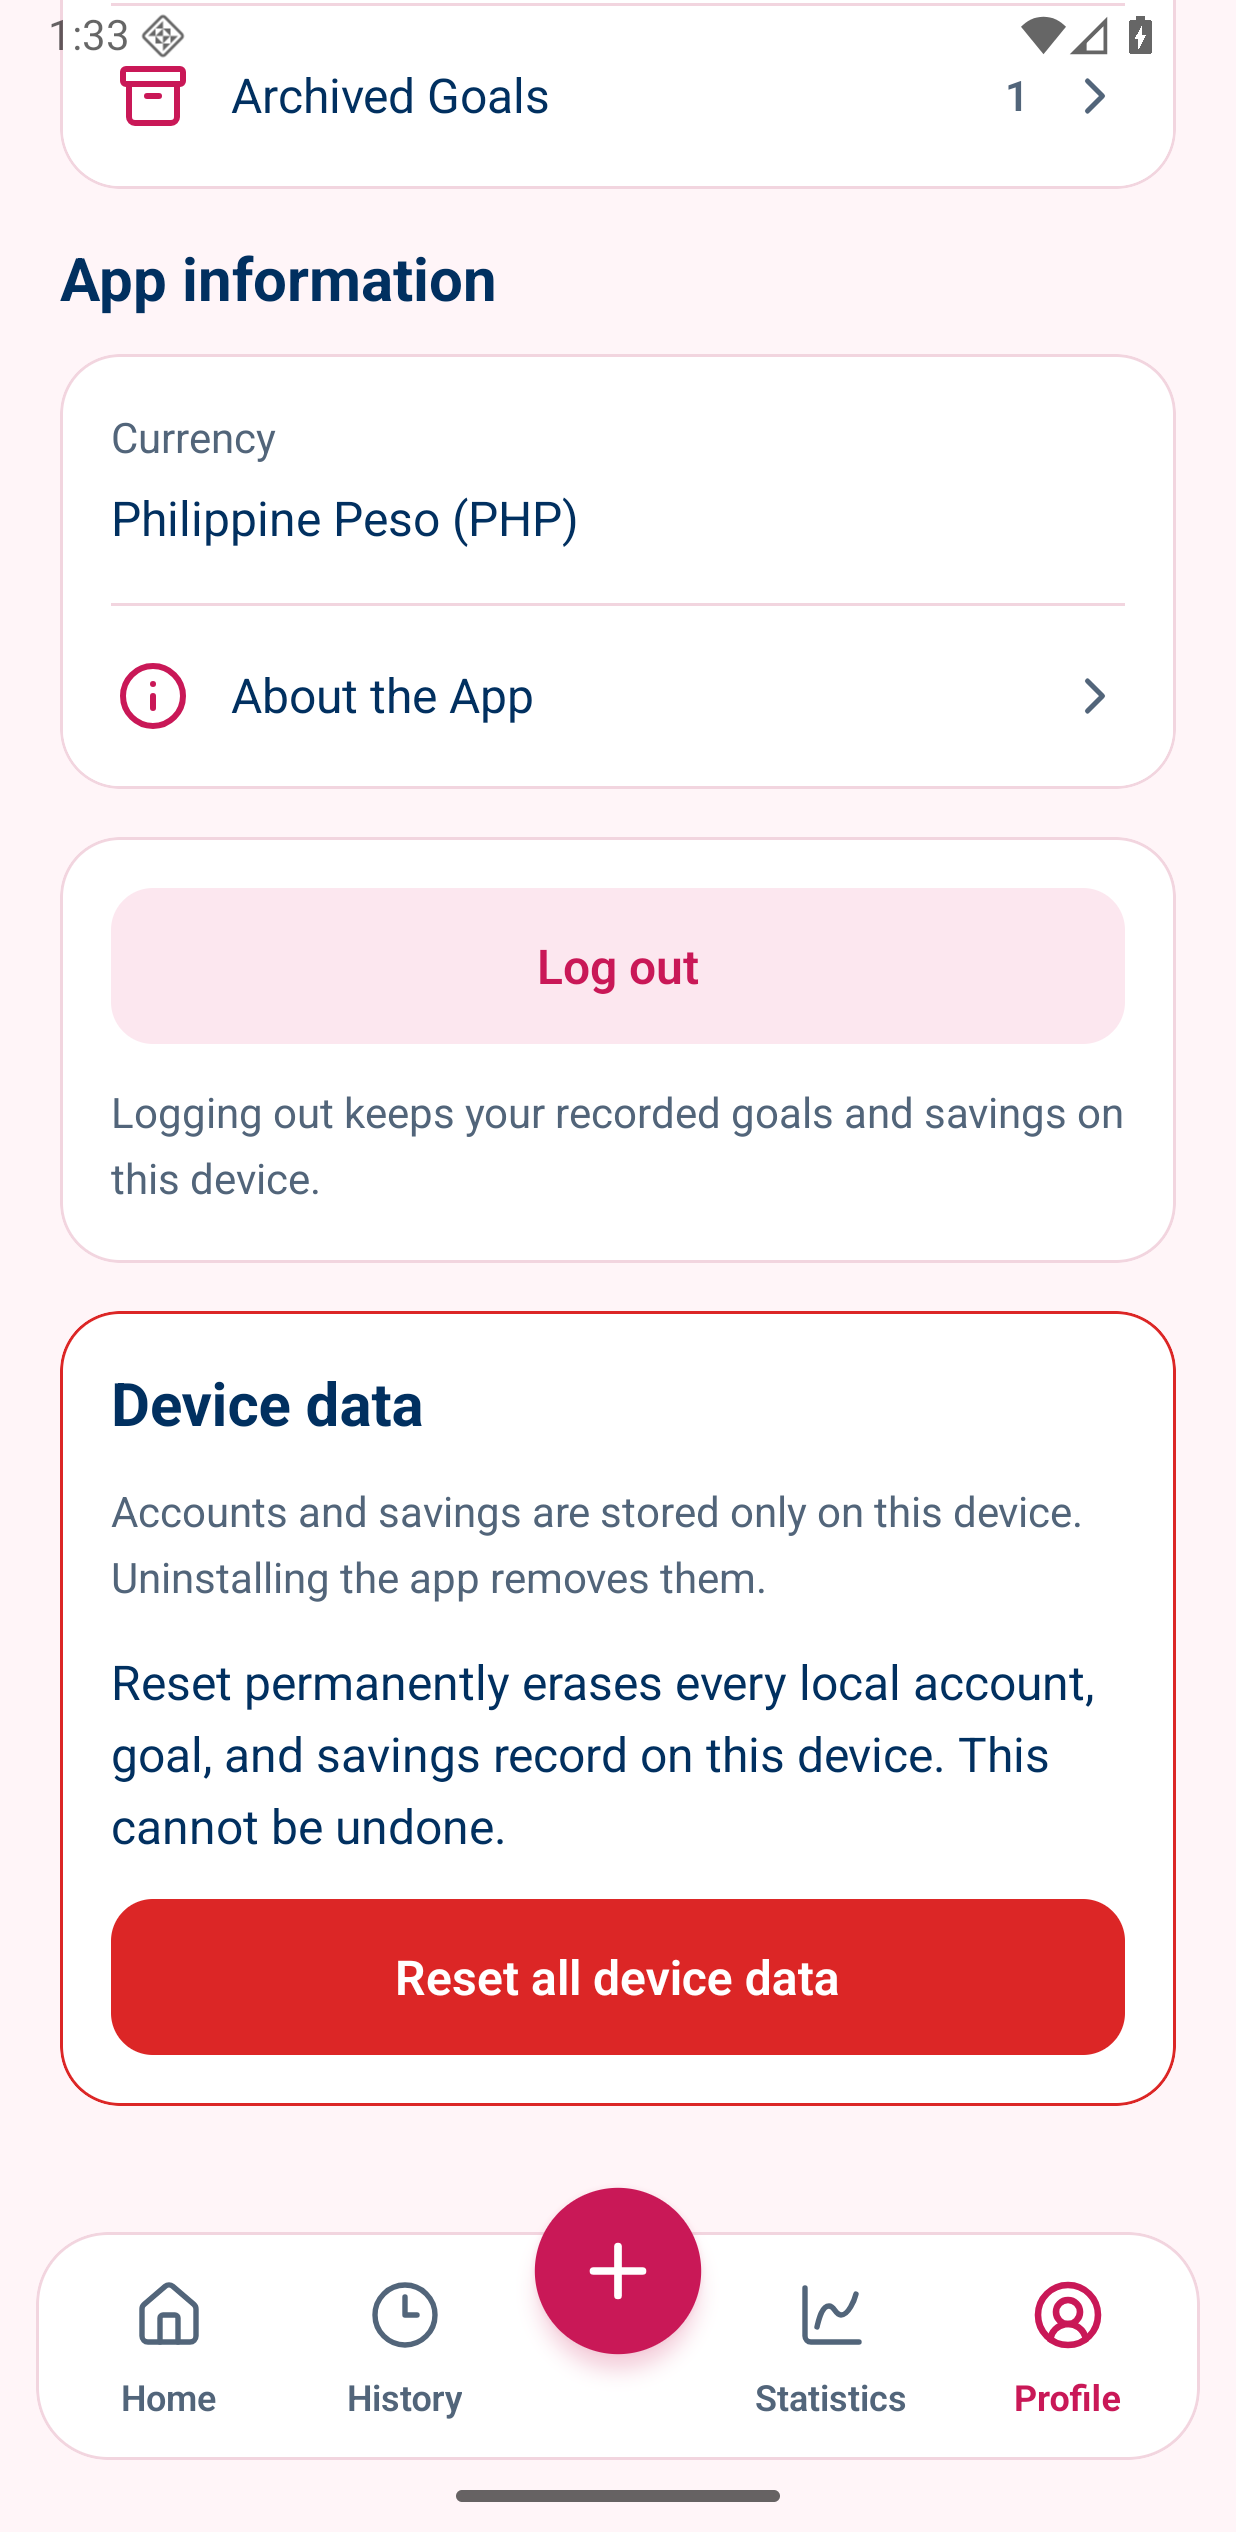 1:33
Archived Goals
1
App information
Currency
Philippine Peso (PHP)
About the App
Log out
Logging out keeps your recorded goals and savings on
this device.
Device data
Accounts and savings are stored only on this device.
Uninstalling the app removes them.
Reset permanently erases every local account,
goal, and savings record on this device. This
cannot be undone.
Reset all device data
Home
History
Statistics
Profile